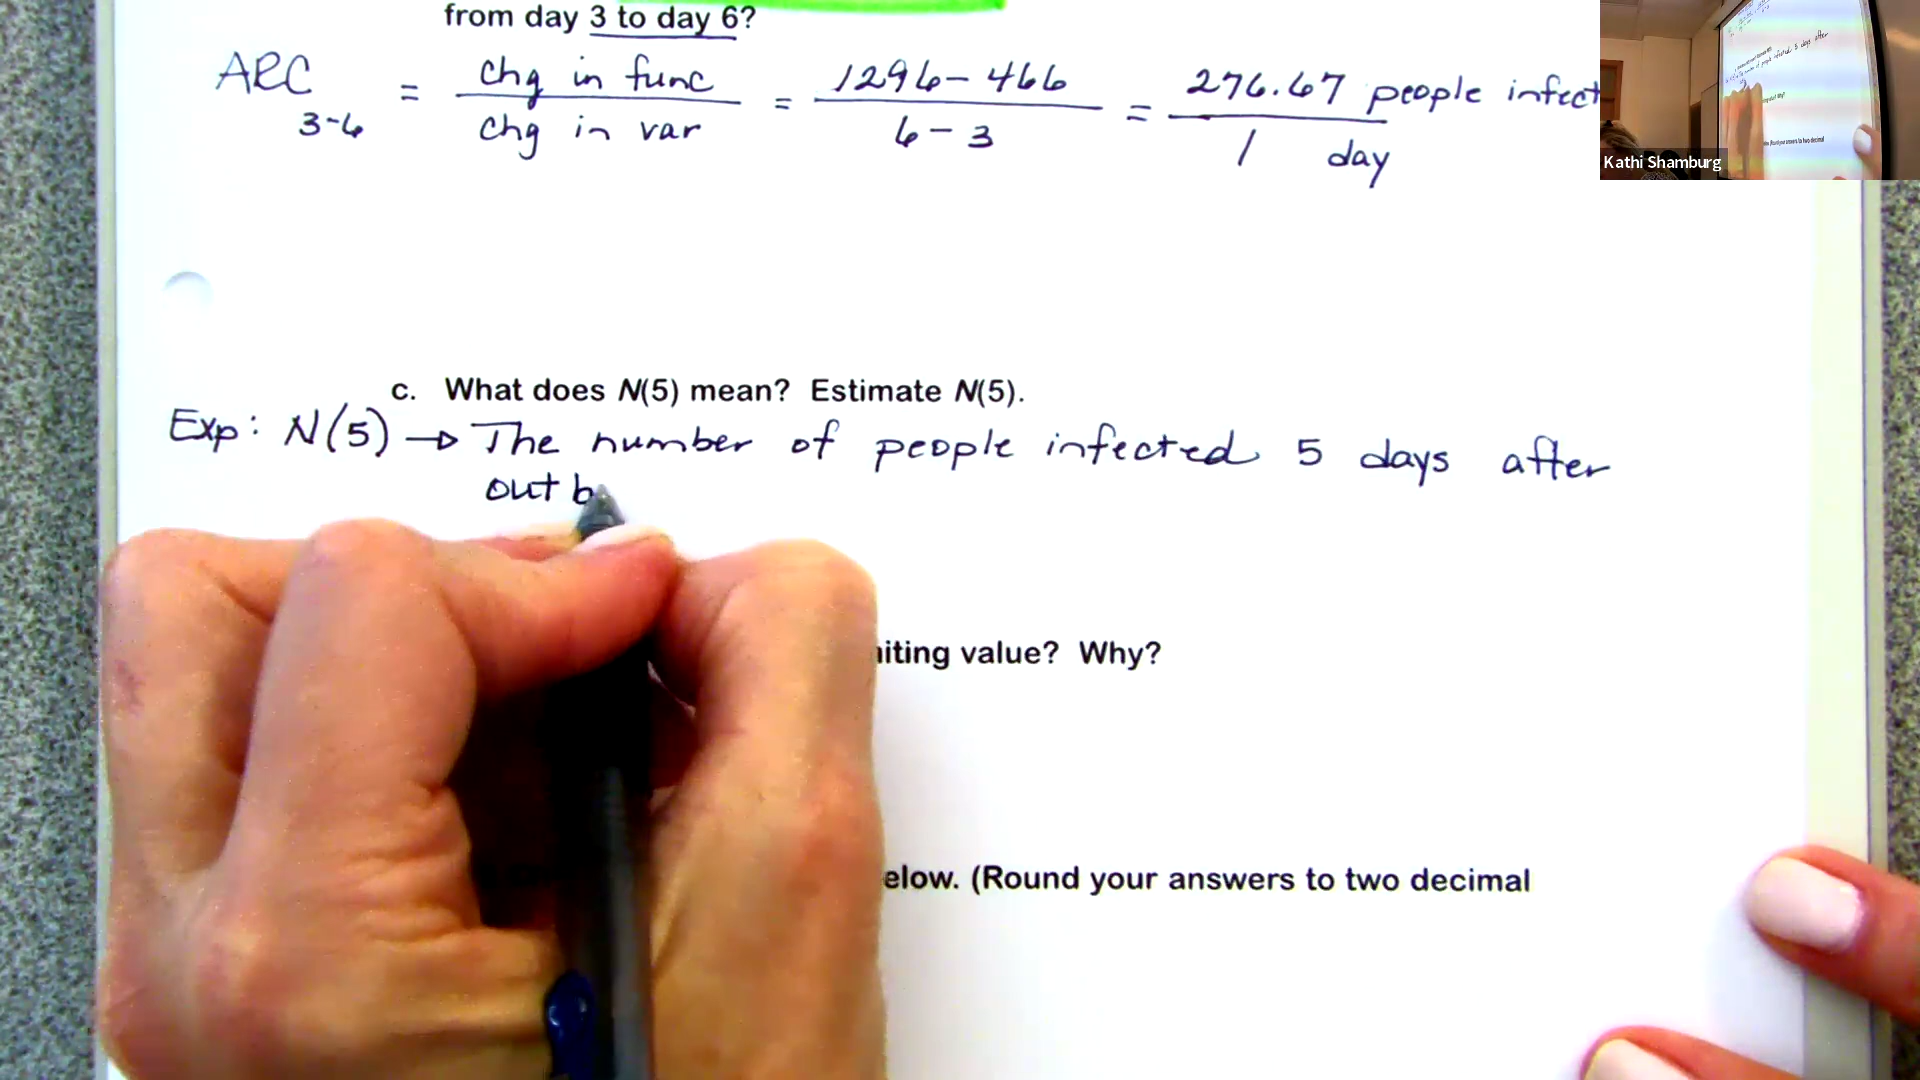 from day 3 to day 6?
ARC 3-6 = chg in func / chg in var = 1296 - 466 / 6 - 3 = 276.67 people infect / 1 day
Kathi Shamburg
c. What does N(5) mean? Estimate N(5).
Exp: N(5) → The number of people infected 5 days after
out b
iting value? Why?
elow. (Round your answers to two decimal